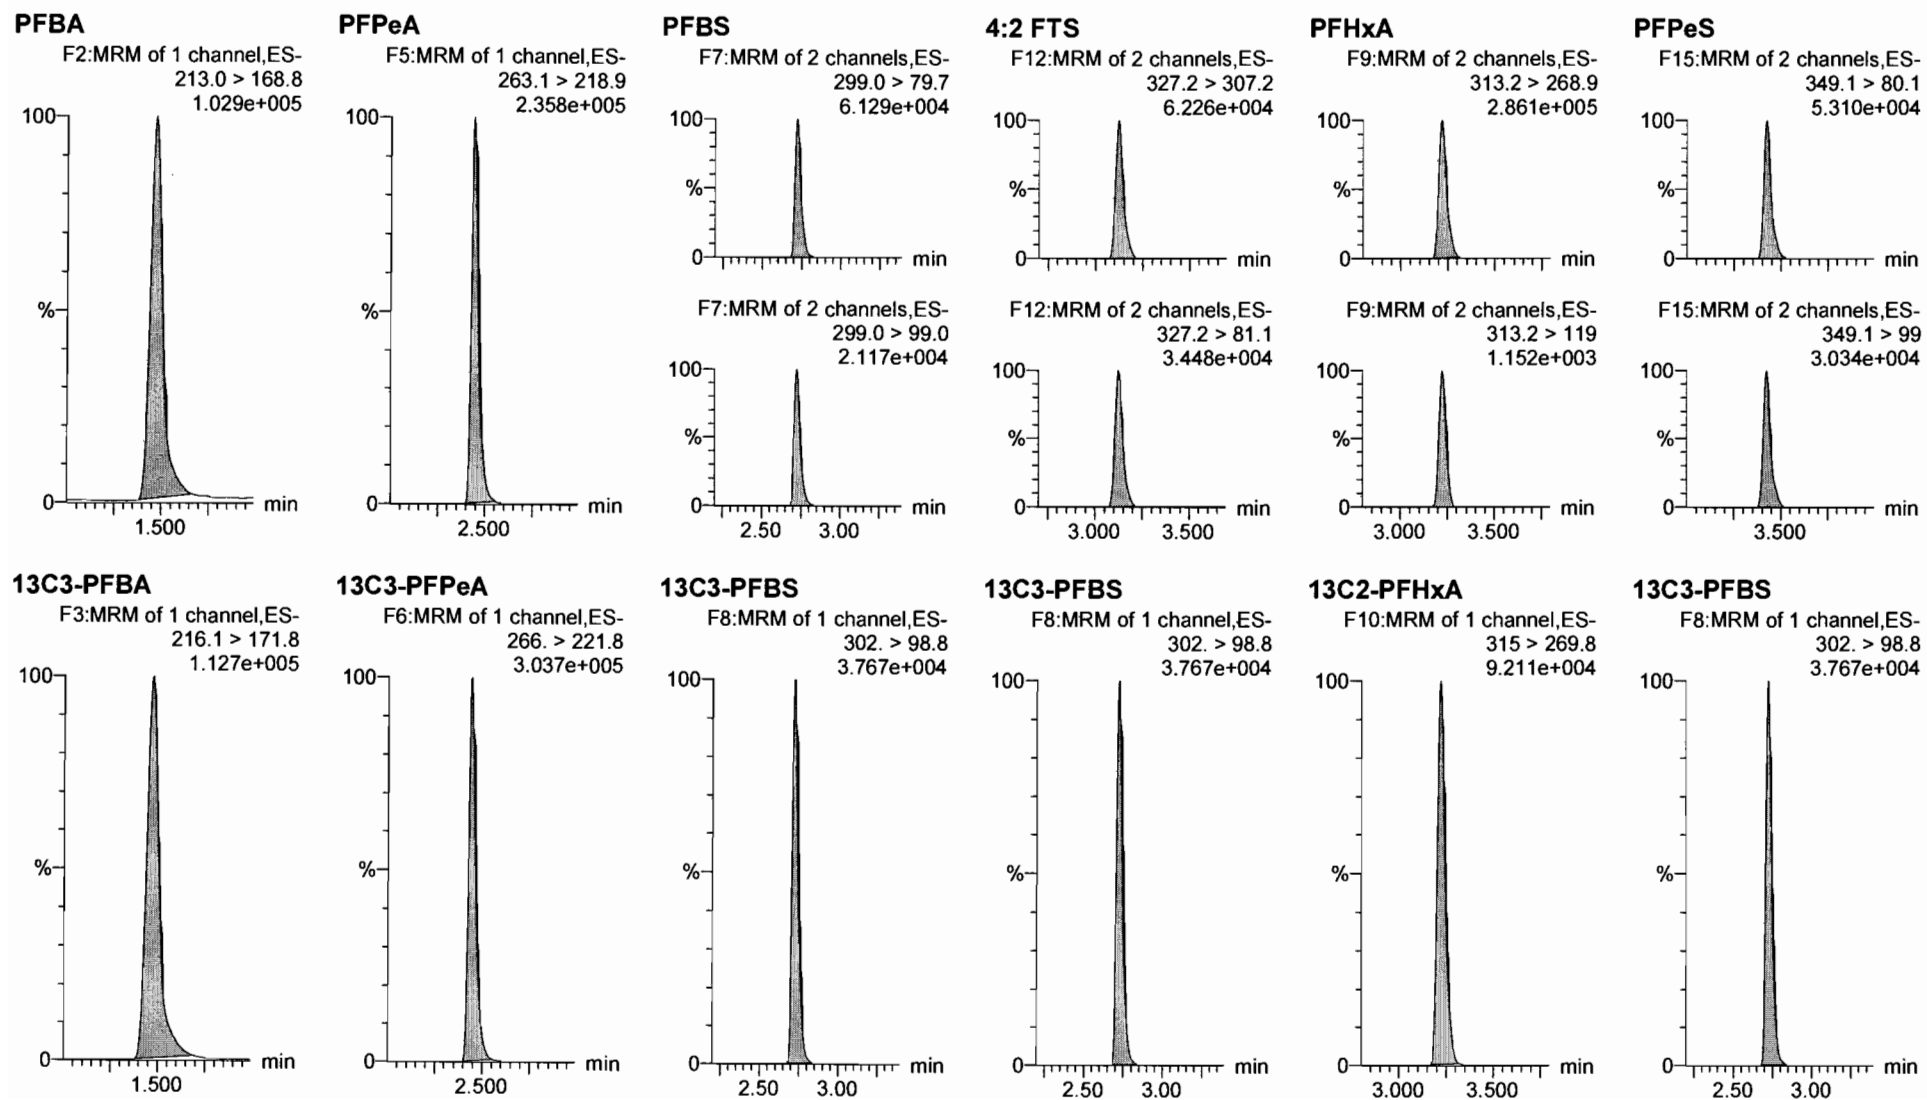 PFBA
F2:MRM of 1 channel,ES-
213.0 > 168.8
1.029e+005
100
%
0
min
1.500
PFPeA
F5:MRM of 1 channel,ES-
263.1 > 218.9
2.358e+005
100
%
0
min
2.500
PFBS
F7:MRM of 2 channels,ES-
299.0 > 79.7
6.129e+004
100
%
0
min
F7:MRM of 2 channels,ES-
299.0 > 99.0
2.117e+004
100
%
0
min
2.50 3.00
4:2 FTS
F12:MRM of 2 channels,ES-
327.2 > 307.2
6.226e+004
100
%
0
min
F12:MRM of 2 channels,ES-
327.2 > 81.1
3.448e+004
100
%
0
min
3.000 3.500
PFHxA
F9:MRM of 2 channels,ES-
313.2 > 268.9
2.861e+005
100
%
0
min
F9:MRM of 2 channels,ES-
313.2 > 119
1.152e+003
100
%
0
min
3.000 3.500
PFPeS
F15:MRM of 2 channels,ES-
349.1 > 80.1
5.310e+004
100
%
0
min
F15:MRM of 2 channels,ES-
349.1 > 99
3.034e+004
100
%
0
min
3.500
13C3-PFBA
F3:MRM of 1 channel,ES-
216.1 > 171.8
1.127e+005
100
%
0
min
1.500
13C3-PFPeA
F6:MRM of 1 channel,ES-
266. > 221.8
3.037e+005
100
%
0
min
2.500
13C3-PFBS
F8:MRM of 1 channel,ES-
302. > 98.8
3.767e+004
100
%
0
min
2.50 3.00
13C3-PFBS
F8:MRM of 1 channel,ES-
302. > 98.8
3.767e+004
100
%
0
min
2.50 3.00
13C2-PFHxA
F10:MRM of 1 channel,ES-
315 > 269.8
9.211e+004
100
%
0
min
3.000 3.500
13C3-PFBS
F8:MRM of 1 channel,ES-
302. > 98.8
3.767e+004
100
%
0
min
2.50 3.00